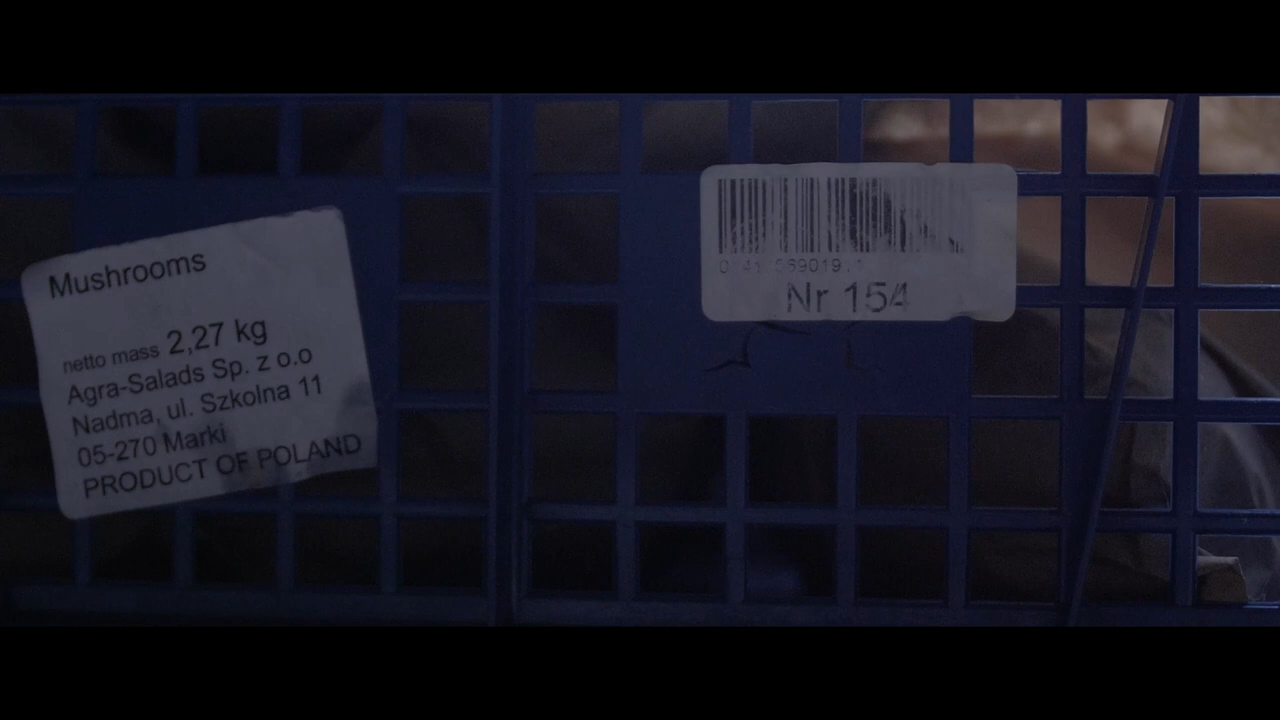 Mushrooms
netto mass 2,27 kg
Agra-Salads Sp. z o.o
Nadma, ul. Szkolna 11
05-270 Marki
PRODUCT OF POLAND
Nr 154